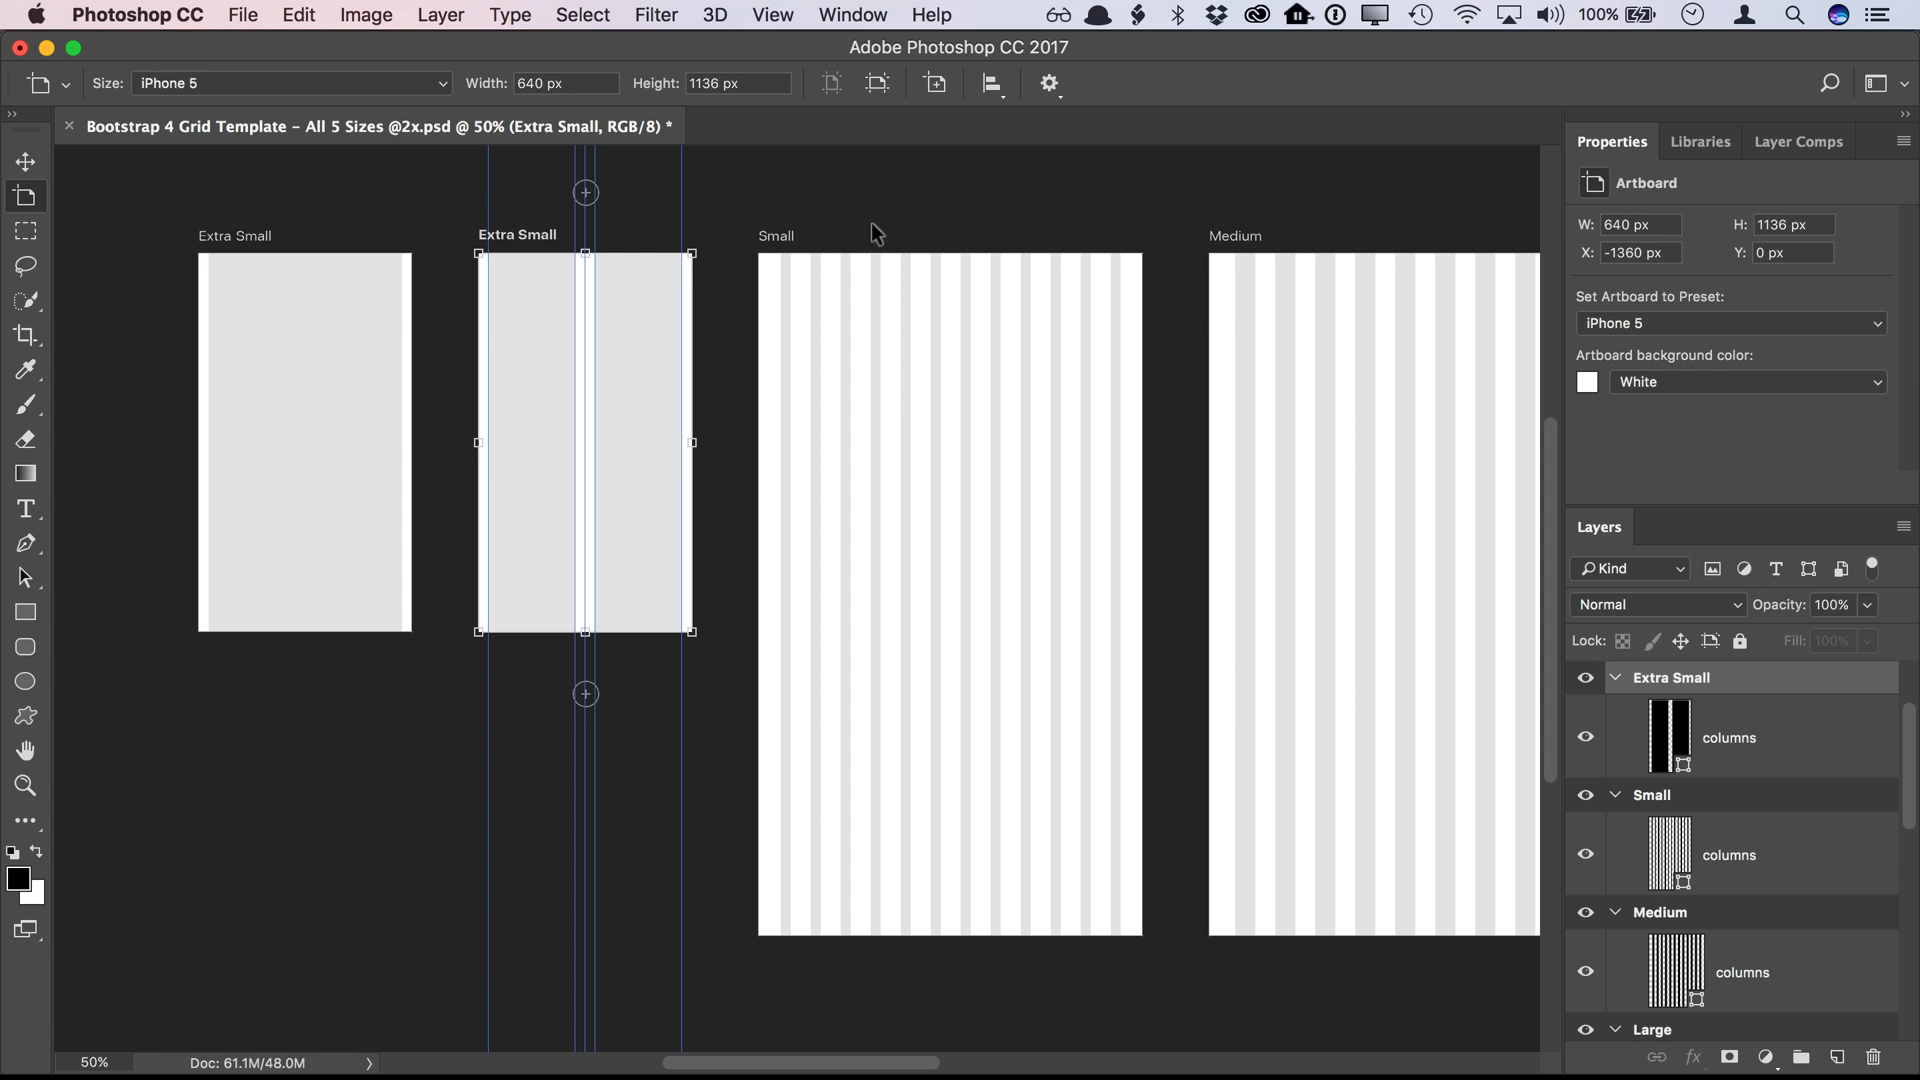 Photoshop CC File Edit Image Layer Type Select Filter 3D View Window Help 100%
Adobe Photoshop CC 2017
Size: iPhone 5 Width: 640 px Height: 1136 px
Bootstrap 4 Grid Template – All 5 Sizes @2x.psd @ 50% (Extra Small, RGB/8) *
Properties Libraries Layer Comps
Artboard
W: 640 px H: 1136 px
X: -1360 px Y: 0 px
Set Artboard to Preset:
iPhone 5
Artboard background color:
White
Extra Small Extra Small Small Medium
Layers
Kind
Normal Opacity: 100%
Lock: Fill: 100%
Extra Small
columns
Small
columns
Medium
columns
Large
50% Doc: 61.1M/48.0M